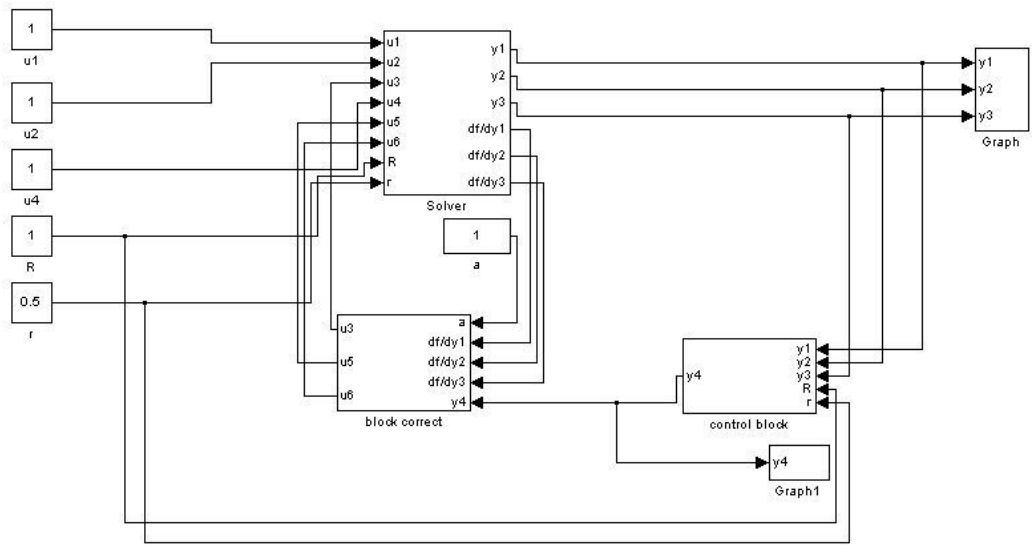 1
u1
1
u2
1
u4
1
R
0.5
r
u1
u2
u3
u4
u5
u6
R
r
y1
y2
y3
df/dy1
df/dy2
df/dy3
Solver
y1
y2
y3
Graph
1
a
u3
u5
u6
a
df/dy1
df/dy2
df/dy3
y4
block correct
y4
y1
y2
y3
R
r
control block
y4
Graph1